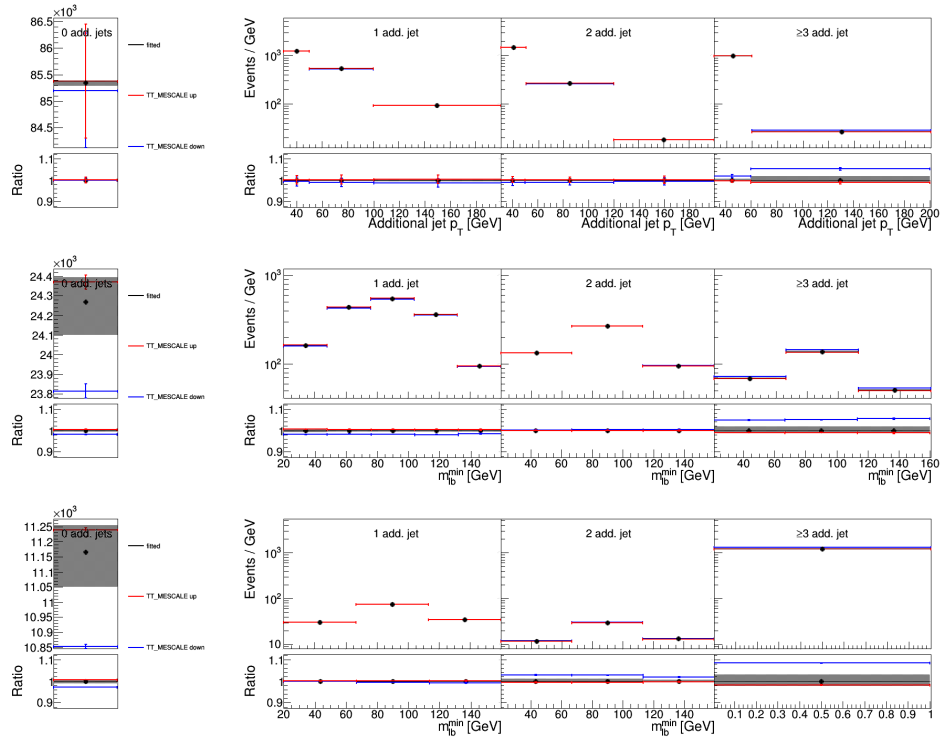 ×10³
86.5
86
85.5
85
84.5
0 add. jets
fitted
TT_MESCALE up
TT_MESCALE down
Ratio
1.1
1
0.9
Events / GeV
10³
10²
1 add. jet
2 add. jet
≥3 add. jet
Ratio
1.1
1
0.9
40 60 80 100 120 140 160 180
40 60 80 100 120 140 160 180
40 60 80 100 120 140 160 180 200
Additional jet p_T [GeV]
Additional jet p_T [GeV]
Additional jet p_T [GeV]
×10³
24.4
24.3
24.2
24.1
24
23.9
23.8
0 add. jets
fitted
TT_MESCALE up
TT_MESCALE down
Ratio
1.1
1
0.9
Events / GeV
10³
10²
1 add. jet
2 add. jet
≥3 add. jet
Ratio
1.1
1
0.9
20 40 60 80 100 120 140
40 60 80 100 120 140
40 60 80 100 120 140 160
m_lb^min [GeV]
m_lb^min [GeV]
m_lb^min [GeV]
×10³
11.25
11.2
11.15
11.1
11.05
11
10.95
10.9
10.85
0 add. jets
fitted
TT_MESCALE up
TT_MESCALE down
Ratio
1.1
1
0.9
Events / GeV
10³
10²
10
1 add. jet
2 add. jet
≥3 add. jet
Ratio
1.1
1
0.9
20 40 60 80 100 120 140
40 60 80 100 120 140
0.1 0.2 0.3 0.4 0.5 0.6 0.7 0.8 0.9 1
m_lb^min [GeV]
m_lb^min [GeV]